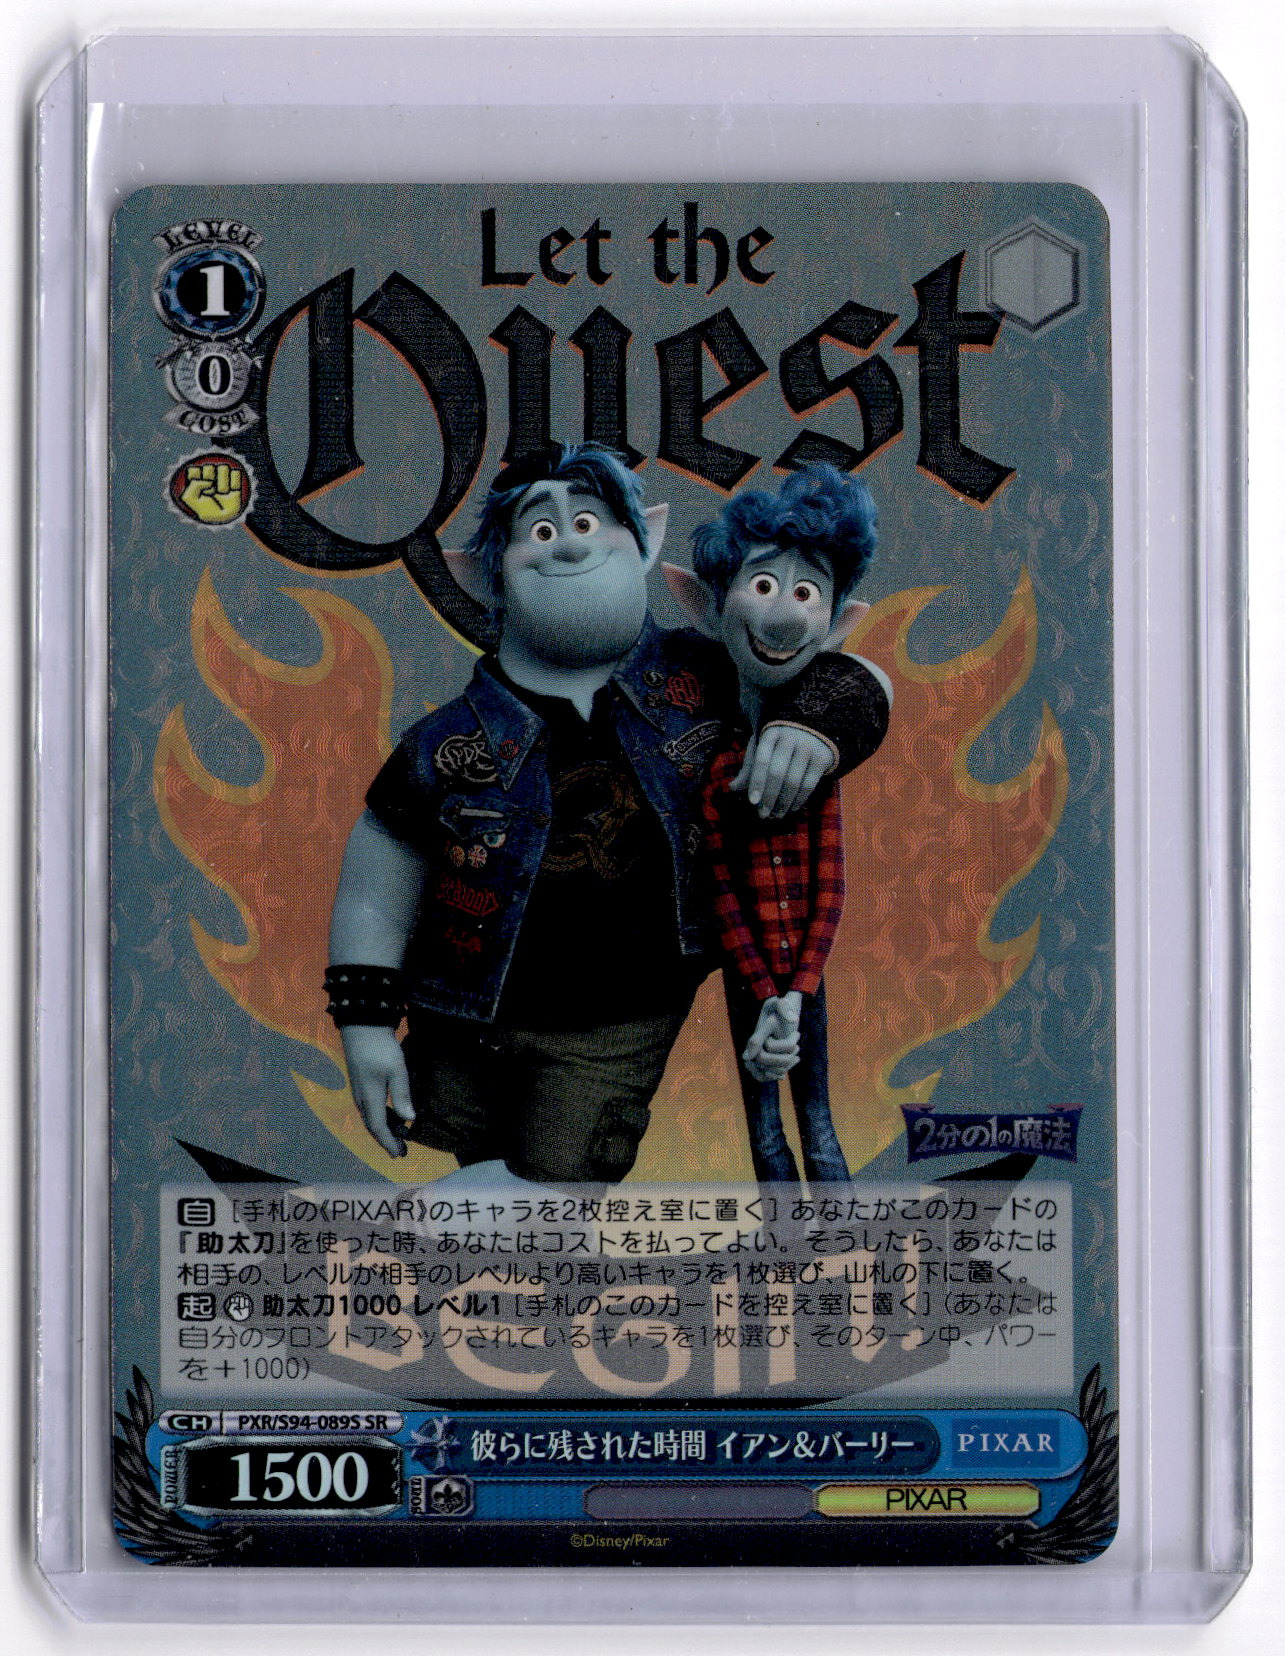 Let the
LEVEL
1
Quest
0
COST
HYDR
2分の1の魔法
自 [手札の《PIXAR》のキャラを2枚控え室に置く] あなたがこのカードの
『助太刀』を使った時、あなたはコストを払ってよい。そうしたら、あなたは
相手の、レベルが相手のレベルより高いキャラを1枚選び、山札の下に置く。
起 助太刀1000 レベル1 [手札のこのカードを控え室に置く] (あなたは
自分のフロントアタックされているキャラを1枚選び、そのターン中、パワー
を+1000)
BEGIN!
CH PXR/S94-089S SR
POWER 1500
彼らに残された時間 イアン&バーリー
PIXAR
SOUL
PIXAR
©Disney/Pixar